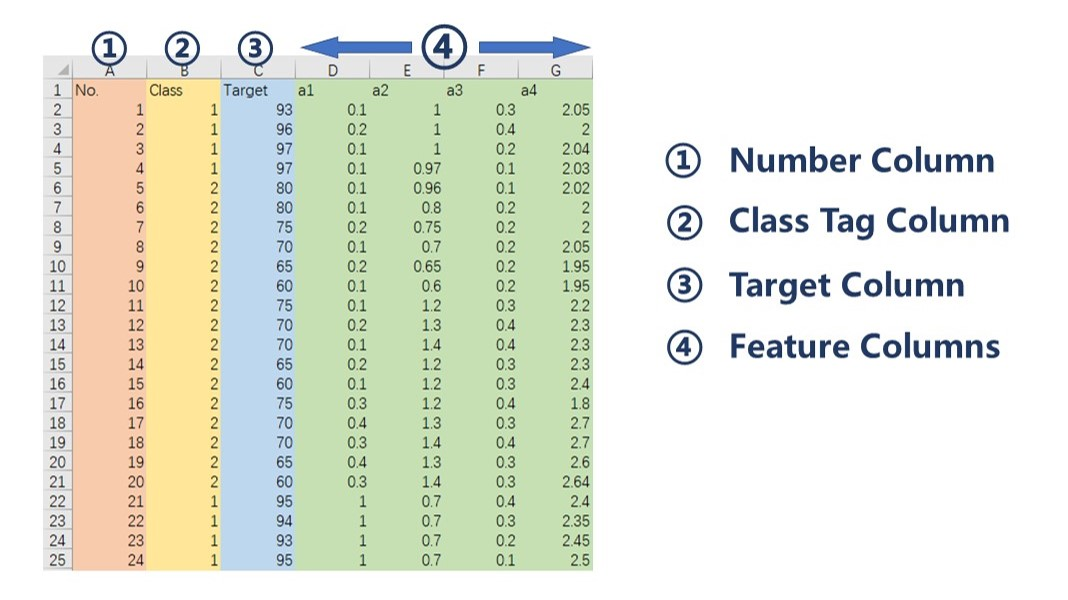 ① ② ③ ④
A B C D E F G
1 No. Class Target a1 a2 a3 a4
2 1 1 93 0.1 1 0.3 2.05
3 2 1 96 0.2 1 0.4 2
4 3 1 97 0.1 1 0.2 2.04
5 4 1 97 0.1 0.97 0.1 2.03
6 5 2 80 0.1 0.96 0.1 2.02
7 6 2 80 0.1 0.8 0.2 2
8 7 2 75 0.2 0.75 0.2 2
9 8 2 70 0.1 0.7 0.2 2.05
10 9 2 65 0.2 0.65 0.2 1.95
11 10 2 60 0.1 0.6 0.2 1.95
12 11 2 75 0.1 1.2 0.3 2.2
13 12 2 70 0.2 1.3 0.4 2.3
14 13 2 70 0.1 1.4 0.4 2.3
15 14 2 65 0.2 1.2 0.3 2.3
16 15 2 60 0.1 1.2 0.3 2.4
17 16 2 75 0.3 1.2 0.4 1.8
18 17 2 70 0.4 1.3 0.3 2.7
19 18 2 70 0.3 1.4 0.4 2.7
20 19 2 65 0.4 1.3 0.3 2.6
21 20 2 60 0.3 1.4 0.3 2.64
22 21 1 95 1 0.7 0.4 2.4
23 22 1 94 1 0.7 0.3 2.35
24 23 1 93 1 0.7 0.2 2.45
25 24 1 95 1 0.7 0.1 2.5
① Number Column
② Class Tag Column
③ Target Column
④ Feature Columns